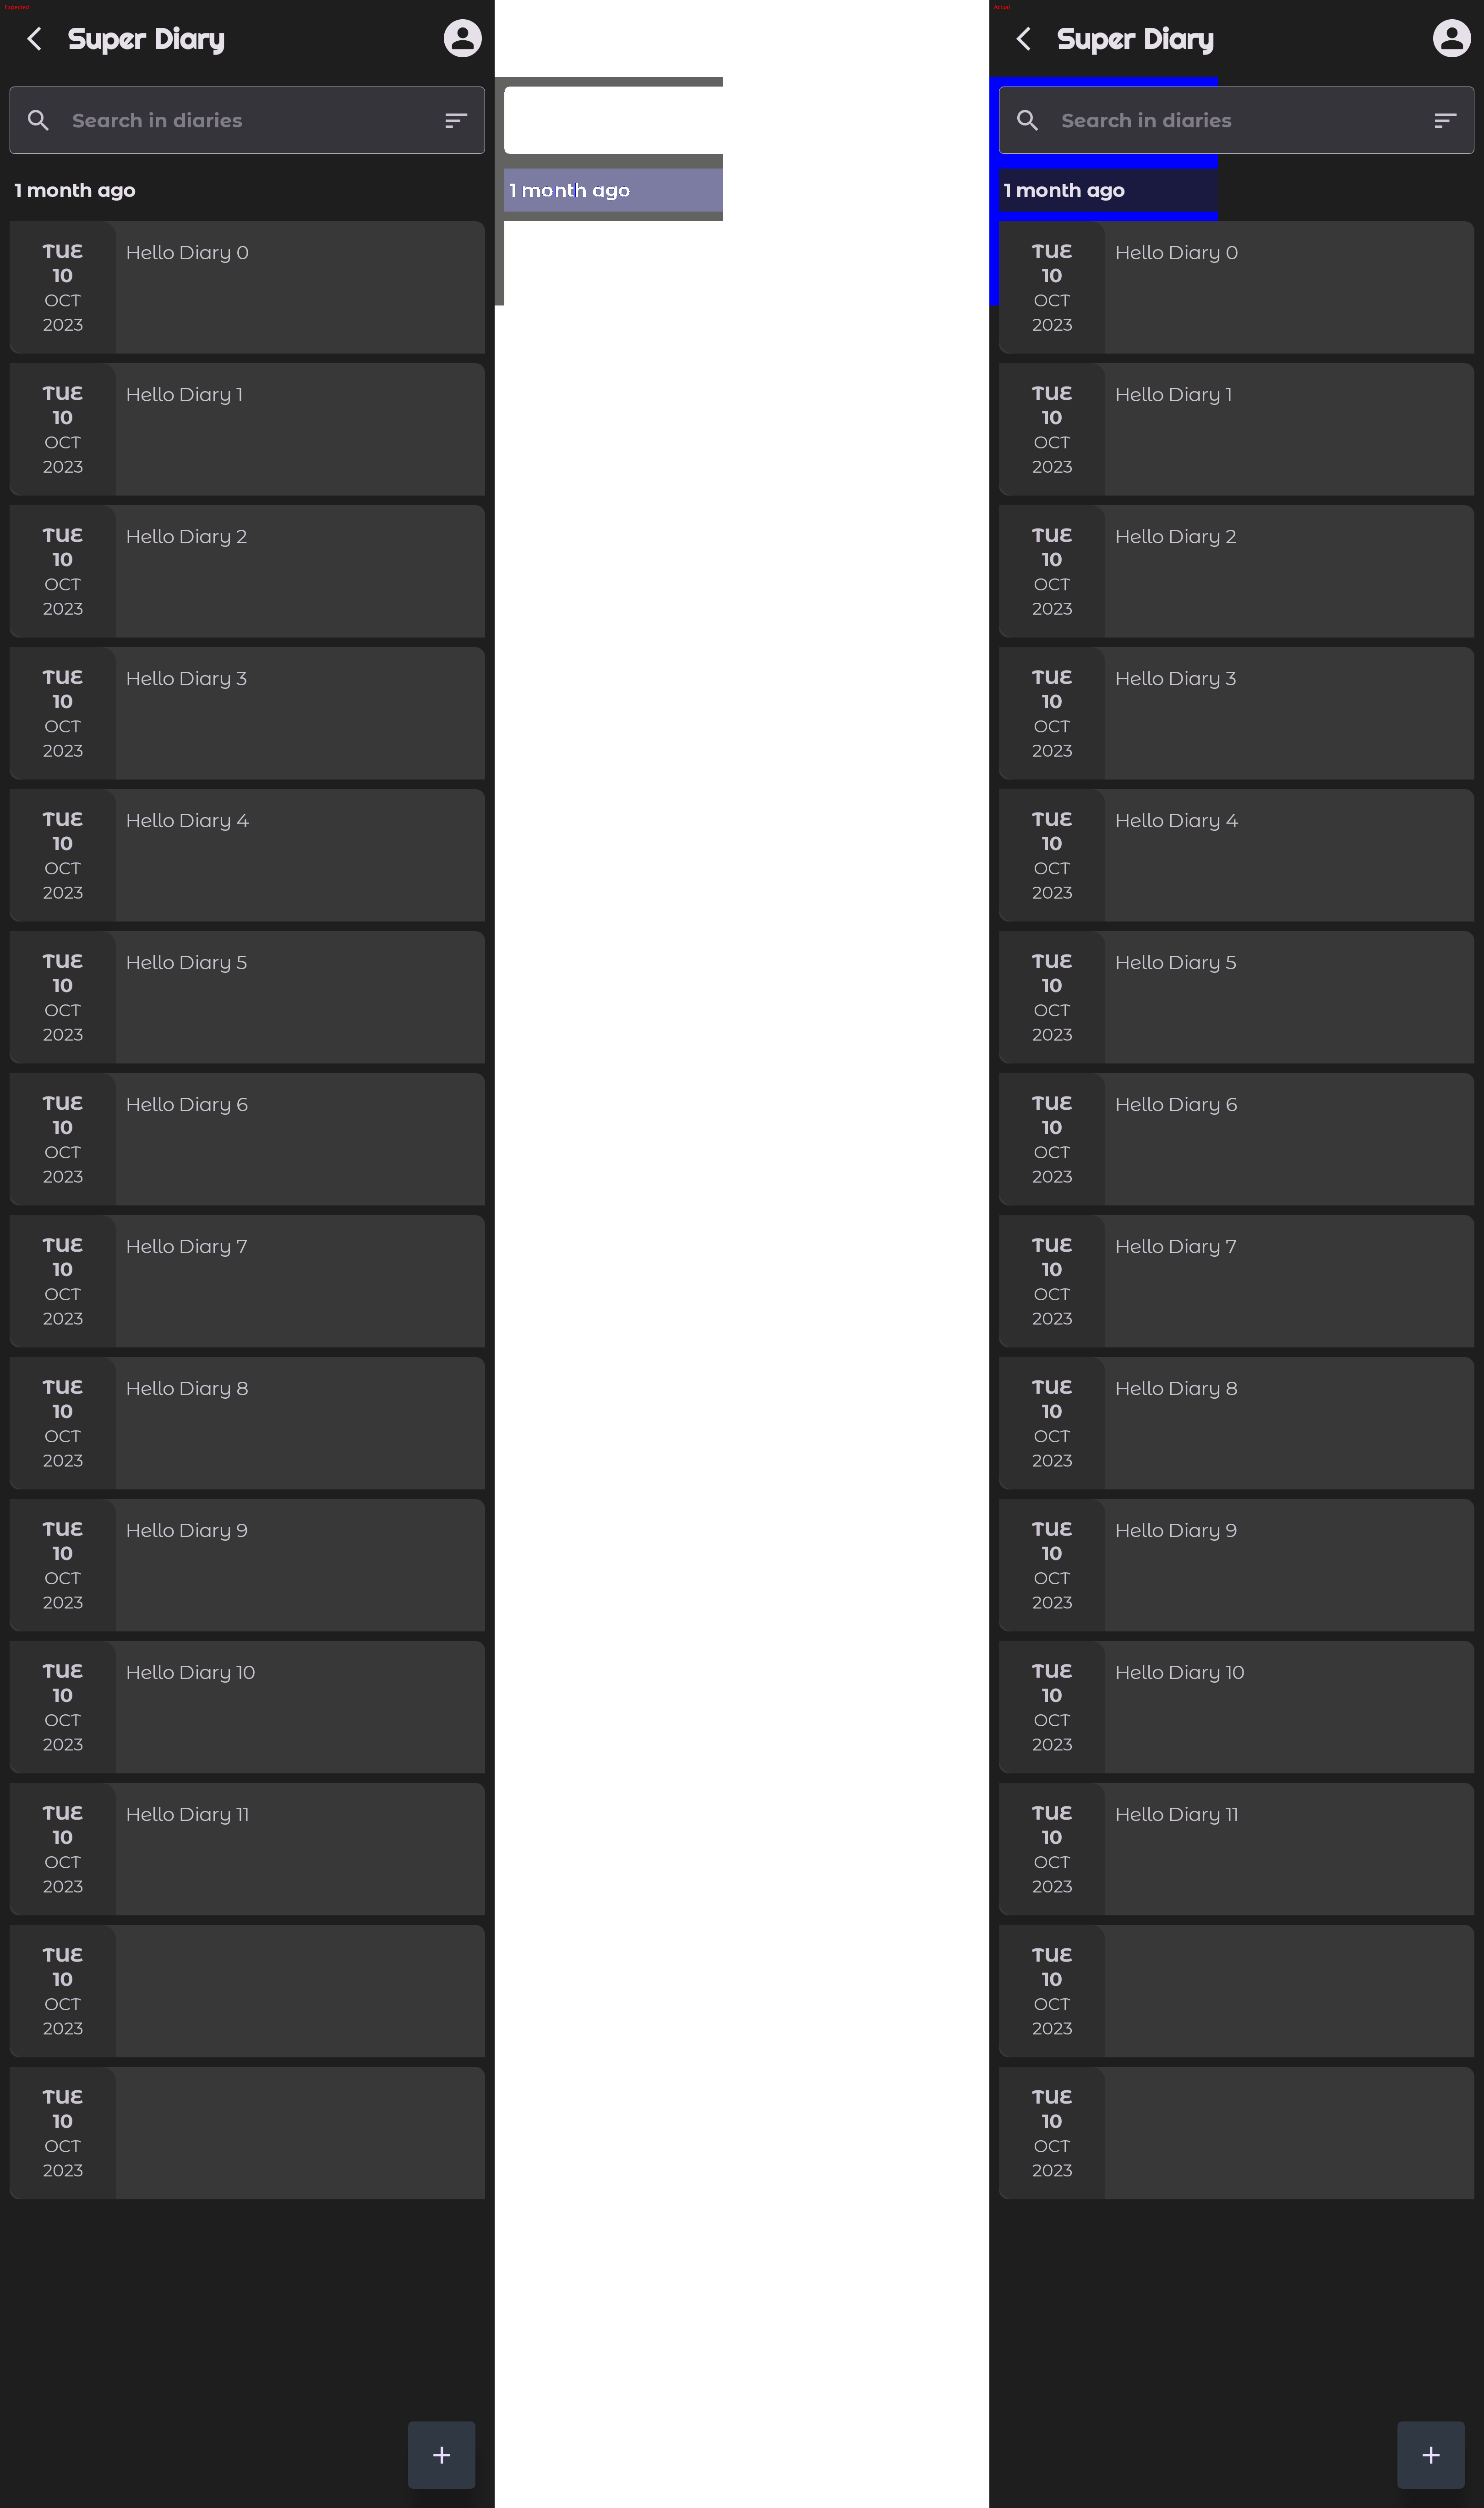 Expected
Super Diary
Search in diaries
1 month ago
TUE
10
OCT
2023
Hello Diary 0
TUE
10
OCT
2023
Hello Diary 1
TUE
10
OCT
2023
Hello Diary 2
TUE
10
OCT
2023
Hello Diary 3
TUE
10
OCT
2023
Hello Diary 4
TUE
10
OCT
2023
Hello Diary 5
TUE
10
OCT
2023
Hello Diary 6
TUE
10
OCT
2023
Hello Diary 7
TUE
10
OCT
2023
Hello Diary 8
TUE
10
OCT
2023
Hello Diary 9
TUE
10
OCT
2023
Hello Diary 10
TUE
10
OCT
2023
Hello Diary 11
TUE
10
OCT
2023
TUE
10
OCT
2023
1 month ago
Actual
Super Diary
Search in diaries
1 month ago
TUE
10
OCT
2023
Hello Diary 0
TUE
10
OCT
2023
Hello Diary 1
TUE
10
OCT
2023
Hello Diary 2
TUE
10
OCT
2023
Hello Diary 3
TUE
10
OCT
2023
Hello Diary 4
TUE
10
OCT
2023
Hello Diary 5
TUE
10
OCT
2023
Hello Diary 6
TUE
10
OCT
2023
Hello Diary 7
TUE
10
OCT
2023
Hello Diary 8
TUE
10
OCT
2023
Hello Diary 9
TUE
10
OCT
2023
Hello Diary 10
TUE
10
OCT
2023
Hello Diary 11
TUE
10
OCT
2023
TUE
10
OCT
2023